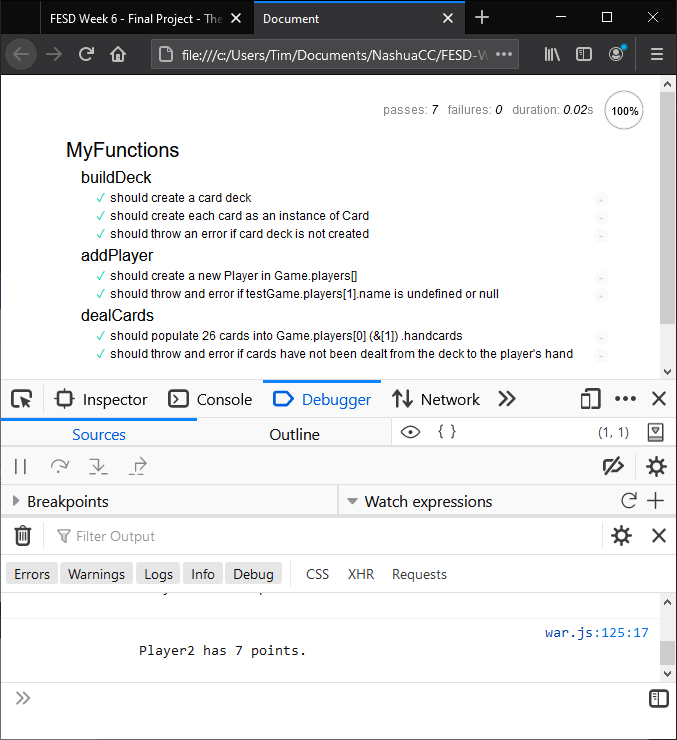 FESD Week 6 - Final Project - The
Document
file:///c:/Users/Tim/Documents/NashuaCC/FESD-W
passes: 7 failures: 0 duration: 0.02s 100%
MyFunctions
buildDeck
✓ should create a card deck
✓ should create each card as an instance of Card
✓ should throw an error if card deck is not created
addPlayer
✓ should create a new Player in Game.players[]
✓ should throw and error if testGame.players[1].name is undefined or null
dealCards
✓ should populate 26 cards into Game.players[0] (&[1]) .handcards
✓ should throw and error if cards have not been dealt from the deck to the player's hand
Inspector Console Debugger Network
Sources Outline { } (1, 1)
Breakpoints Watch expressions
Filter Output
Errors Warnings Logs Info Debug CSS XHR Requests
war.js:125:17
Player2 has 7 points.